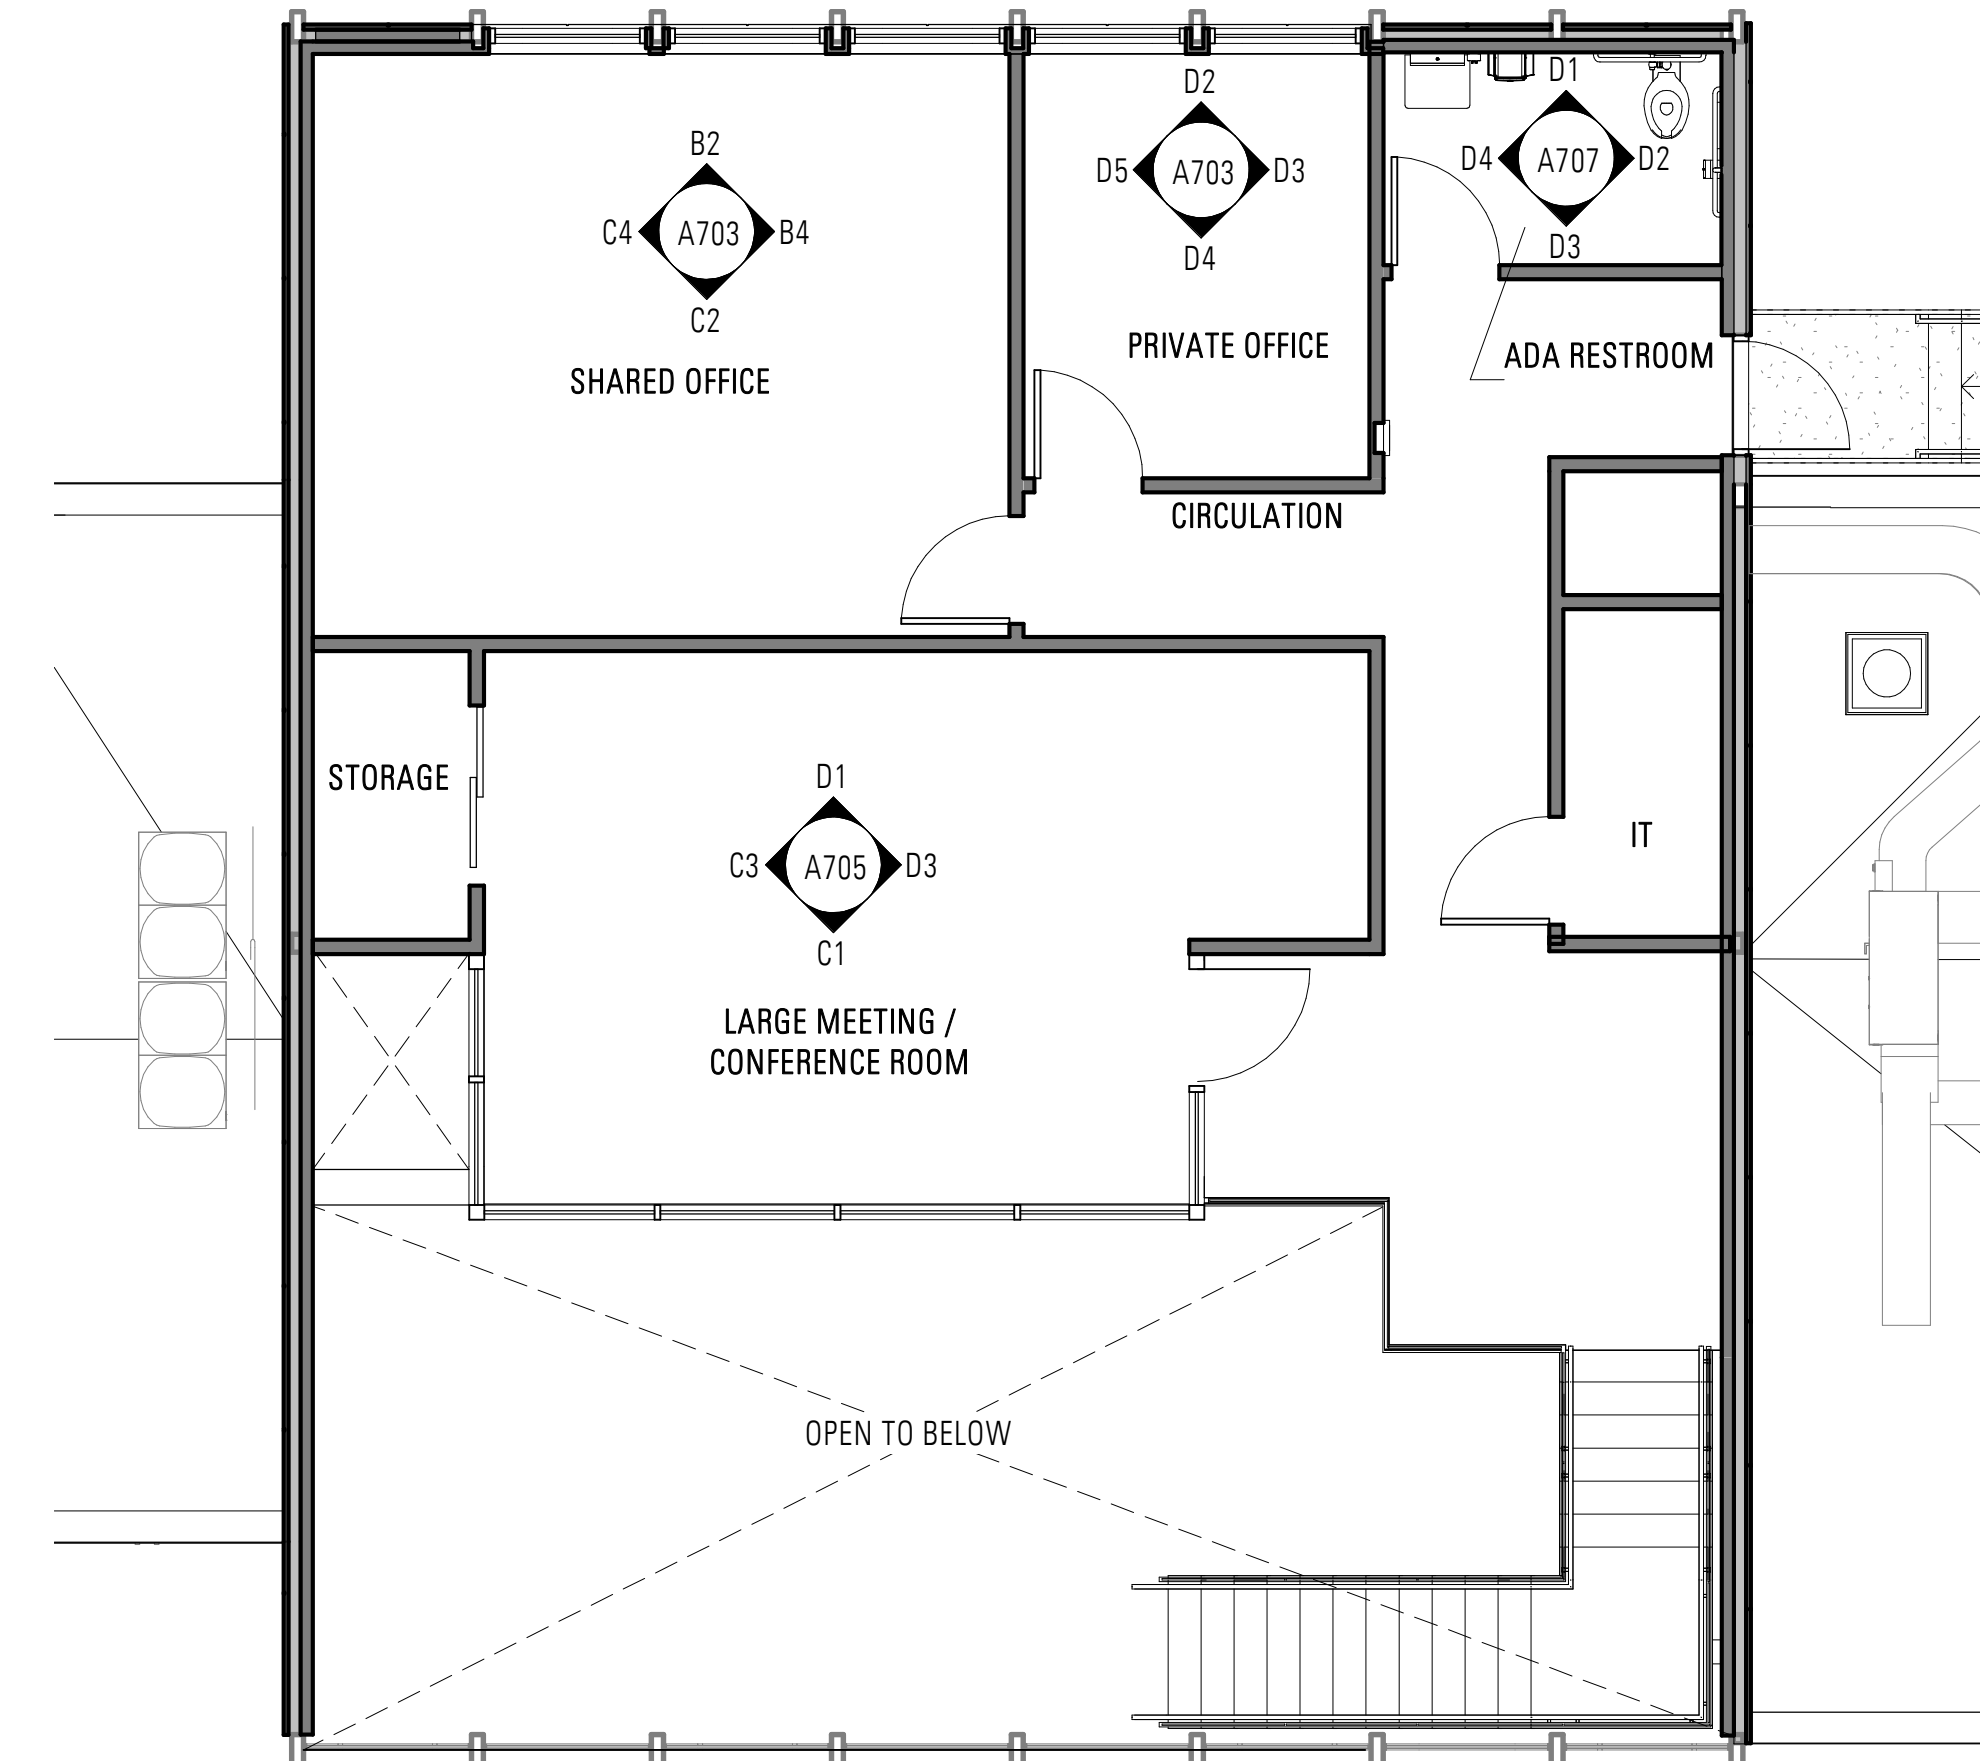 D2
D5 A703 D3
D4
D1
D4 A707 D2
D3
B2
C4 A703 B4
C2
PRIVATE OFFICE
ADA RESTROOM
SHARED OFFICE
CIRCULATION
STORAGE
D1
C3 A705 D3
C1
IT
LARGE MEETING /
CONFERENCE ROOM
OPEN TO BELOW